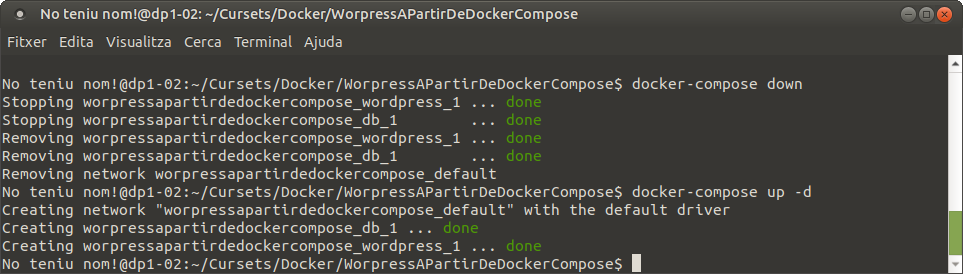 No teniu nom!@dp1-02: ~/Cursets/Docker/WorpressAPartirDeDockerCompose
Fitxer Edita Visualitza Cerca Terminal Ajuda
No teniu nom!@dp1-02:~/Cursets/Docker/WorpressAPartirDeDockerCompose$ docker-compose down
Stopping worpressapartirdedockercompose_wordpress_1 ... done
Stopping worpressapartirdedockercompose_db_1        ... done
Removing worpressapartirdedockercompose_wordpress_1 ... done
Removing worpressapartirdedockercompose_db_1        ... done
Removing network worpressapartirdedockercompose_default
No teniu nom!@dp1-02:~/Cursets/Docker/WorpressAPartirDeDockerCompose$ docker-compose up -d
Creating network "worpressapartirdedockercompose_default" with the default driver
Creating worpressapartirdedockercompose_db_1 ... done
Creating worpressapartirdedockercompose_wordpress_1 ... done
No teniu nom!@dp1-02:~/Cursets/Docker/WorpressAPartirDeDockerCompose$